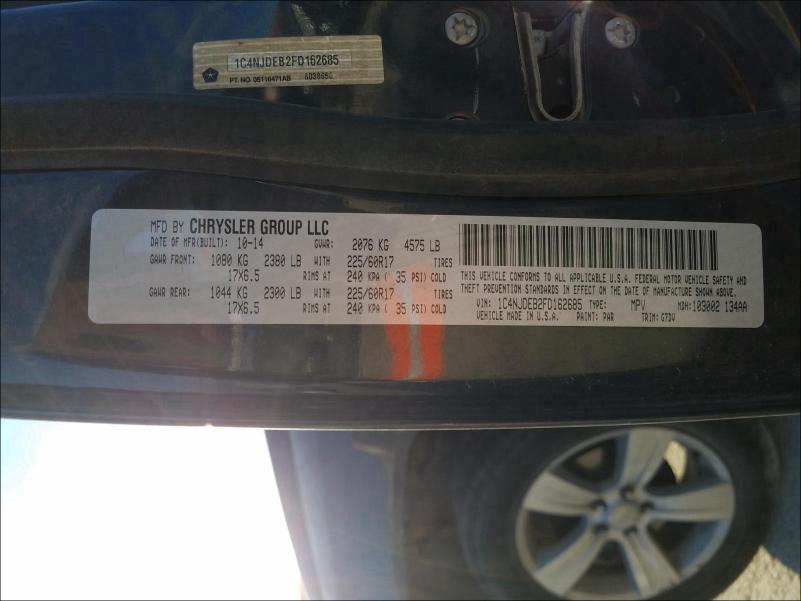 1C4NJDEB2FD162685
PT. NO. 05116471AB 6038650
MFD BY CHRYSLER GROUP LLC
DATE OF MFR(BUILT): 10-14 GVWR: 2076 KG 4575 LB
GAWR FRONT: 1080 KG 2380 LB WITH 225/60R17 TIRES
17X6.5 RIMS AT 240 KPA ( 35 PSI) COLD
GAWR REAR: 1044 KG 2300 LB WITH 225/60R17 TIRES
17X6.5 RIMS AT 240 KPA ( 35 PSI) COLD
THIS VEHICLE CONFORMS TO ALL APPLICABLE U.S.A. FEDERAL MOTOR VEHICLE SAFETY AND
THEFT PREVENTION STANDARDS IN EFFECT ON THE DATE OF MANUFACTURE SHOWN ABOVE.
VIN: 1C4NJDEB2FD162685 TYPE: MPV MDH:103002 134AA
VEHICLE MADE IN U.S.A. PAINT: PAR TRIM: G7DV